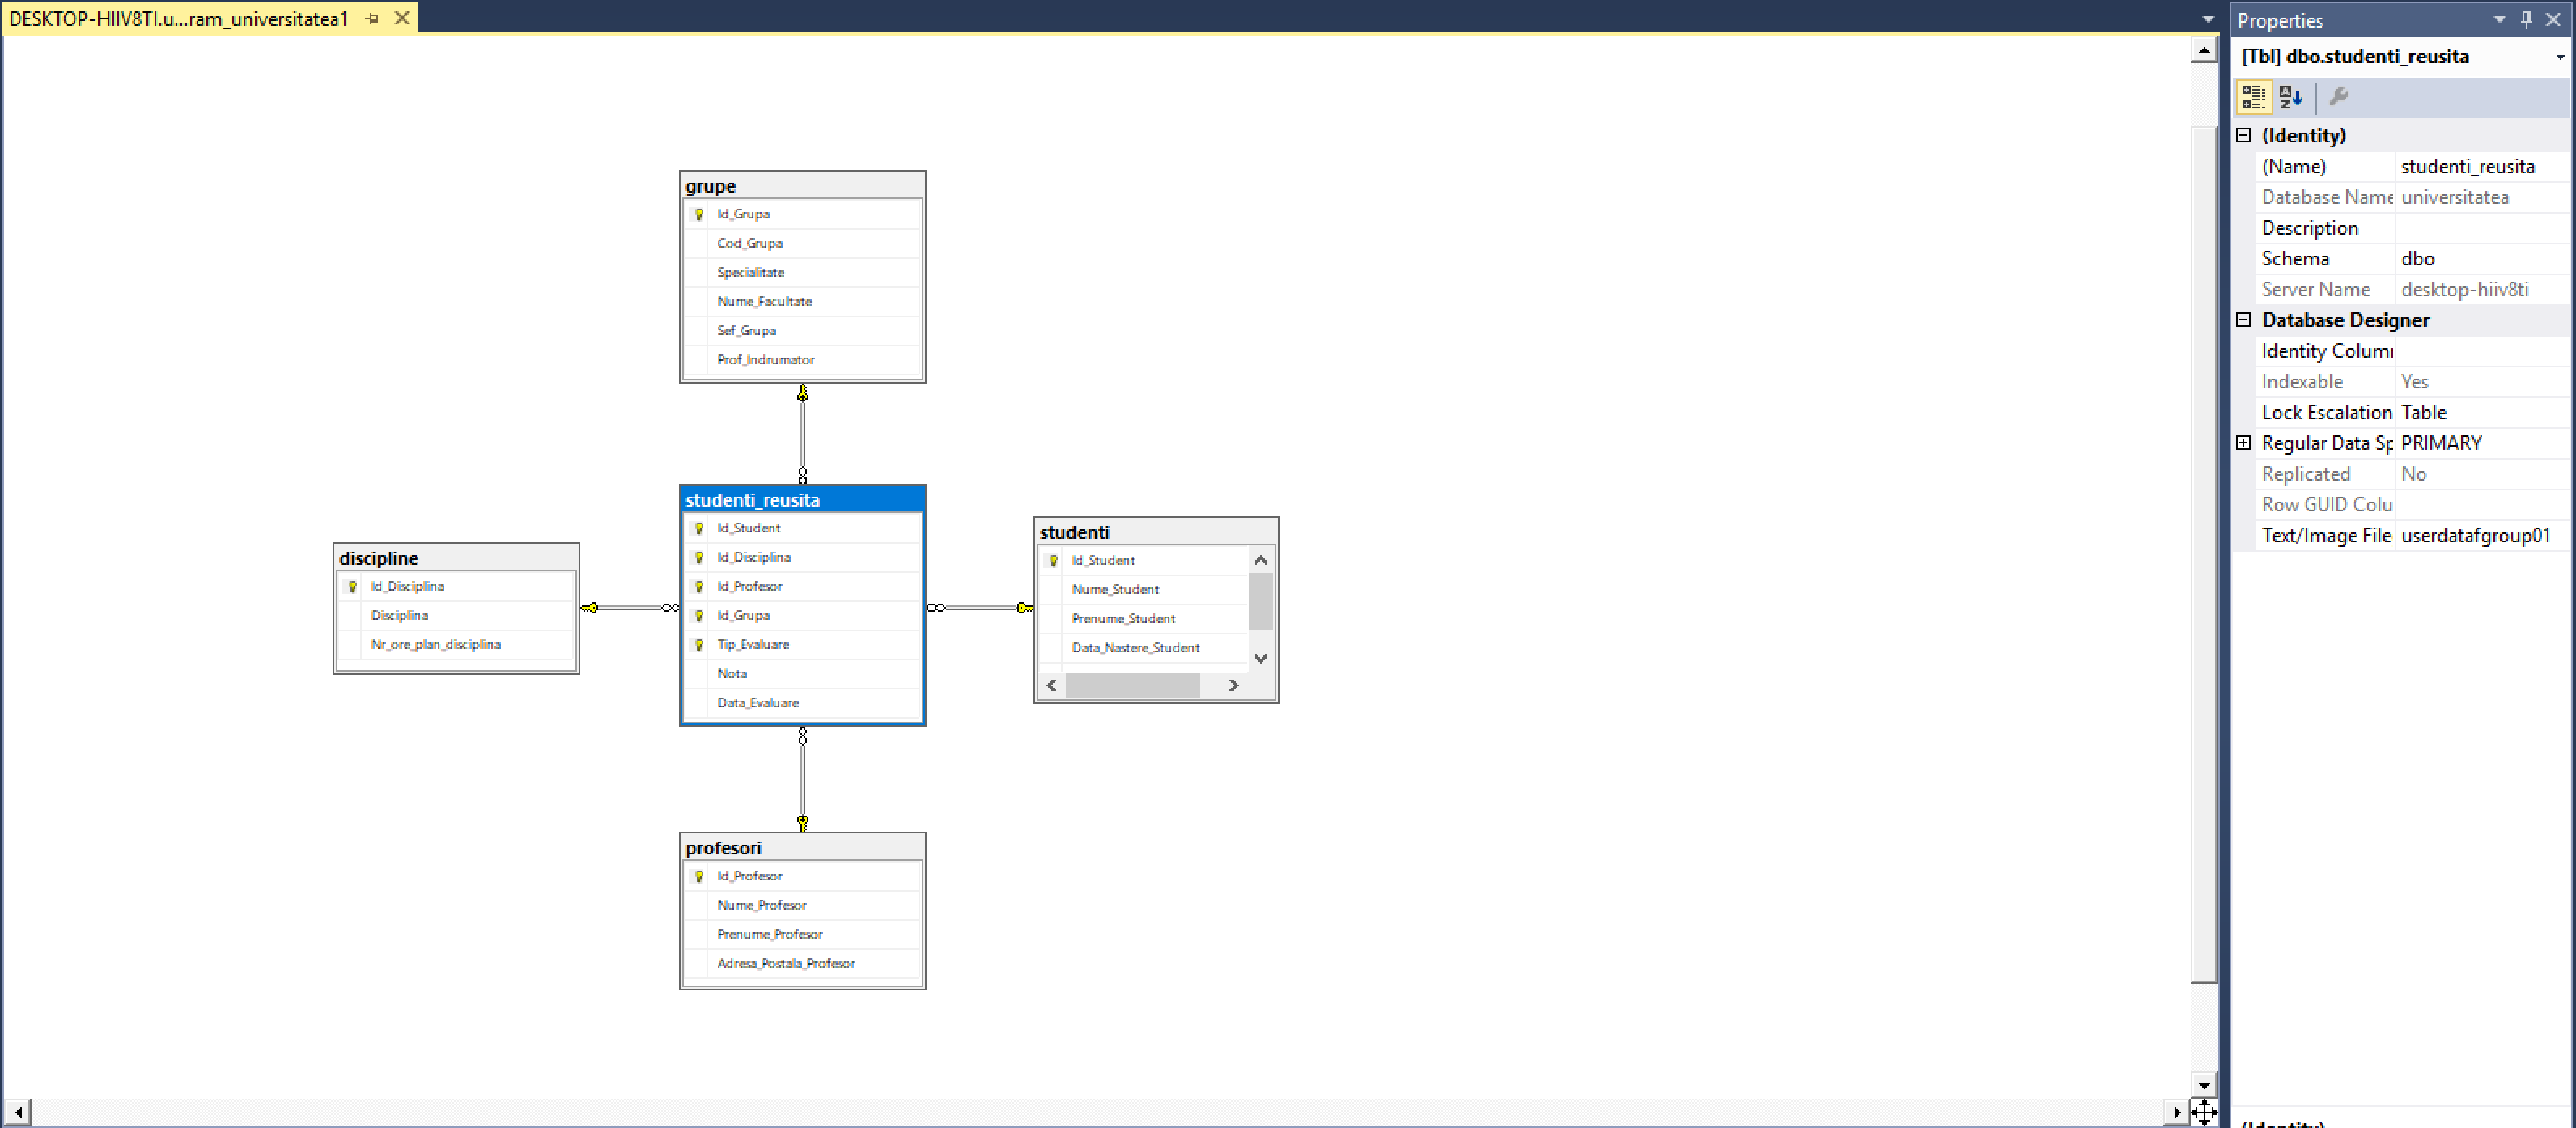 DESKTOP-HIIV8TI.u...ram_universitatea1
grupe
Id_Grupa
Cod_Grupa
Specialitate
Nume_Facultate
Sef_Grupa
Prof_Indrumator
studenti_reusita
Id_Student
Id_Disciplina
Id_Profesor
Id_Grupa
Tip_Evaluare
Nota
Data_Evaluare
discipline
Id_Disciplina
Disciplina
Nr_ore_plan_disciplina
studenti
Id_Student
Nume_Student
Prenume_Student
Data_Nastere_Student
profesori
Id_Profesor
Nume_Profesor
Prenume_Profesor
Adresa_Postala_Profesor
Properties
[Tbl] dbo.studenti_reusita
(Identity)
(Name) studenti_reusita
Database Name universitatea
Description
Schema dbo
Server Name desktop-hiiv8ti
Database Designer
Identity Colum
Indexable Yes
Lock Escalation Table
Regular Data Sp PRIMARY
Replicated No
Row GUID Colu
Text/Image File userdatafgroup01
(Identity)